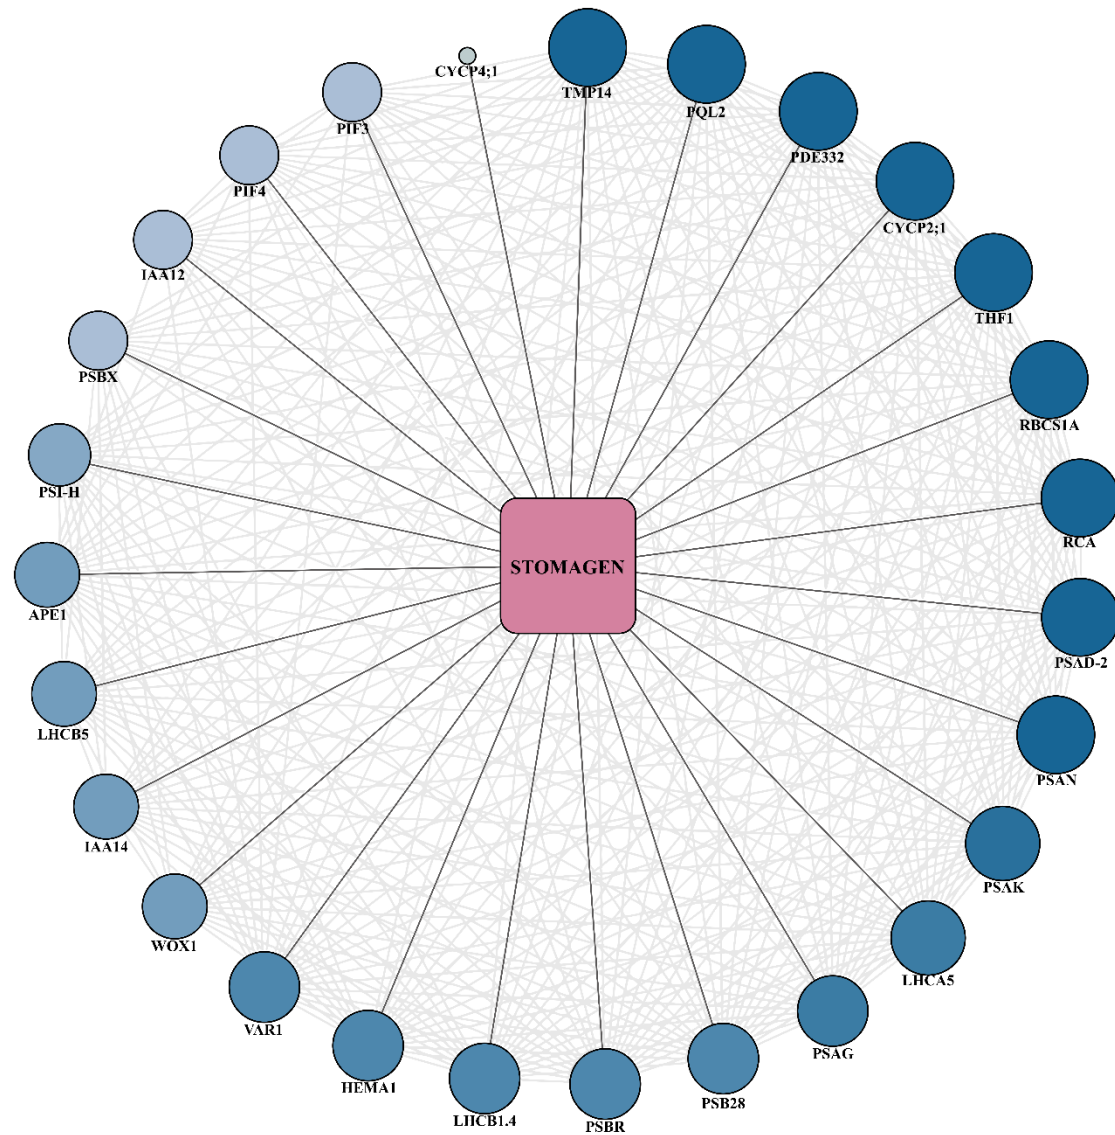 CYCP4;1
TMP14
PQL2
PDE332
CYCP2;1
THF1
RBCS1A
RCA
PSAD-2
PSAN
PSAK
LHCA5
PSAG
PSB28
PSBR
LHCB1.4
HEMA1
VAR1
WOX1
IAA14
LHCB5
APE1
PSI-H
PSBX
IAA12
PIF4
PIF3
STOMAGEN